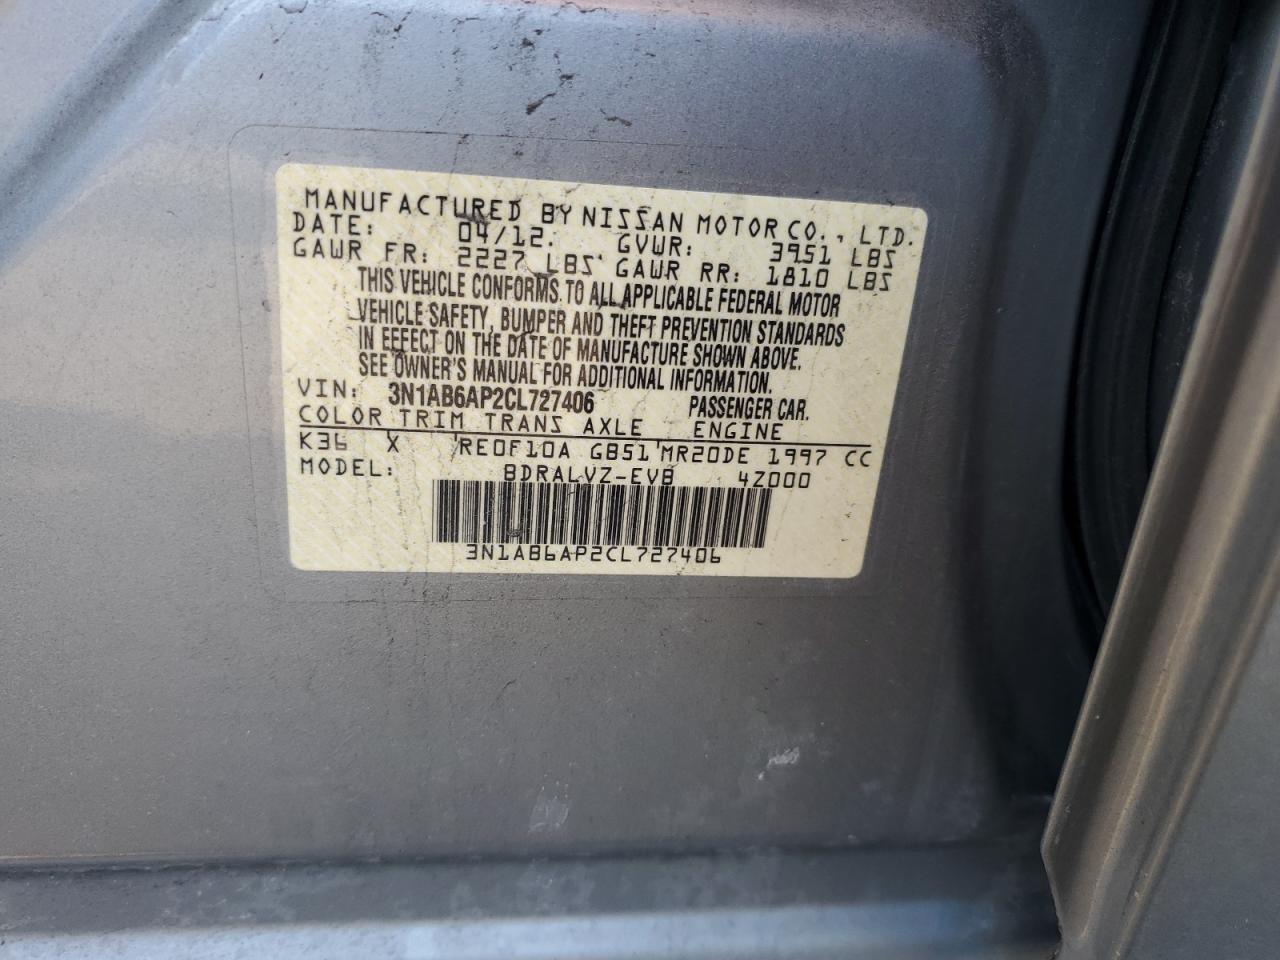 MANUFACTURED BY NISSAN MOTOR CO., LTD.
DATE: 04/12. GVWR: 3951 LBS
GAWR FR: 2227 LBS GAWR RR: 1810 LBS
THIS VEHICLE CONFORMS TO ALL APPLICABLE FEDERAL MOTOR
VEHICLE SAFETY, BUMPER AND THEFT PREVENTION STANDARDS
IN EFFECT ON THE DATE OF MANUFACTURE SHOWN ABOVE.
SEE OWNER'S MANUAL FOR ADDITIONAL INFORMATION.
VIN: 3N1AB6AP2CL727406 PASSENGER CAR.
COLOR TRIM TRANS AXLE ENGINE
K36 X RE0F10A GB51 MR20DE 1997 CC
MODEL: BDRALVZ-EVB 4Z000
3N1AB6AP2CL727406